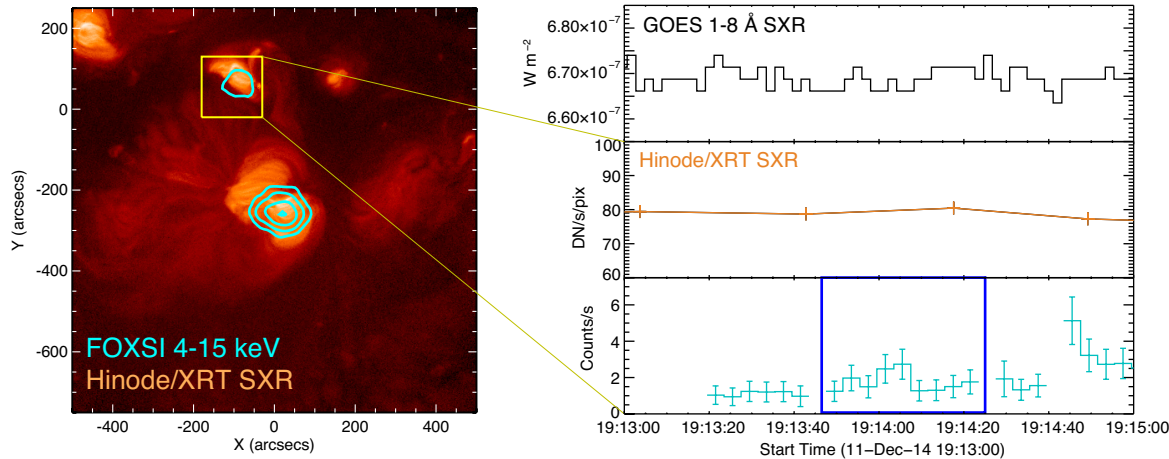 200
0
-200
-400
-600
Y (arcsecs)
FOXSI 4-15 keV
Hinode/XRT SXR
-400 -200 0 200 400
X (arcsecs)
6.80×10⁻⁷
6.70×10⁻⁷
6.60×10⁻⁷
W m⁻²
GOES 1-8 Å SXR
100
90
80
70
60
DN/s/pix
Hinode/XRT SXR
6
4
2
0
Counts/s
19:13:00 19:13:20 19:13:40 19:14:00 19:14:20 19:14:40 19:15:00
Start Time (11-Dec-14 19:13:00)